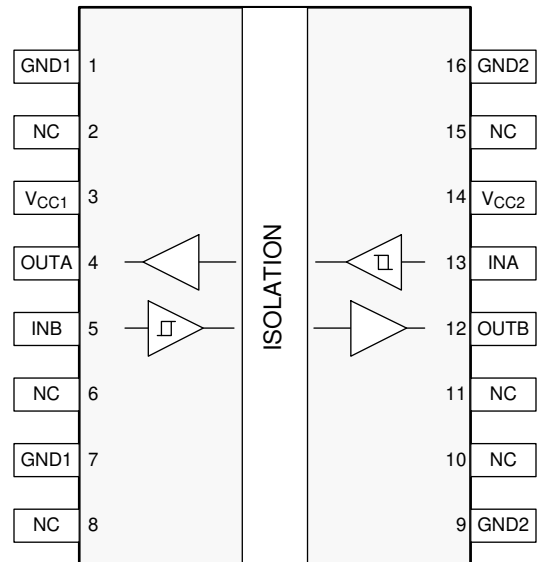 GND1 1 16 GND2
NC 2 15 NC
VCC1 3 14 VCC2
OUTA 4 13 INA
ISOLATION
INB 5 12 OUTB
NC 6 11 NC
GND1 7 10 NC
NC 8 9 GND2